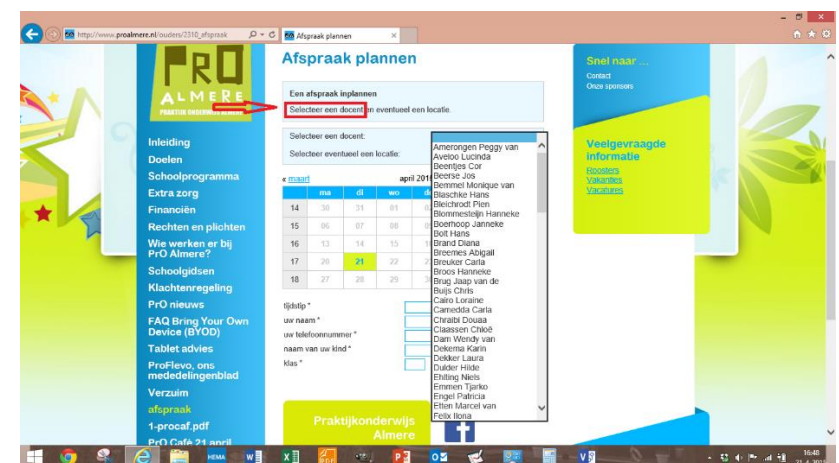 http://www.proalmere.nl/ouders/2310_afspraak
Afspraak plannen
PRO
ALMERE
PRAKTIJK ONDERWIJS ALMERE
Inleiding
Doelen
Schoolprogramma
Extra zorg
Financiën
Rechten en plichten
Wie werken er bij
PrO Almere?
Schoolgidsen
Klachtenregeling
PrO nieuws
FAQ Bring Your Own
Device (BYOD)
Tablet advies
ProFlevo, ons
mededelingenblad
Verzuim
afspraak
1-procaf.pdf
PrO Café 21 april
Afspraak plannen
Een afspraak inplannen
Selecteer een docent en eventueel een locatie.
Selecteer een docent:
Selecteer eventueel een locatie:
« maart april 201
ma di wo do
14 30 31 01
15 06 07 08
16 13 14 15
17 20 21 22
18 27 28 29
tijdstip *
uw naam *
uw telefoonnummer *
naam van uw kind *
klas *
Amerongen Peggy van
Aveloo Lucinda
Beentjes Cor
Beerse Jos
Bemmel Monique van
Blaschke Hans
Bleichrodt Pien
Blommesteijn Hanneke
Boerhoop Janneke
Bolt Hans
Brand Diana
Breemes Abigail
Breuker Carla
Broos Hanneke
Brug Jaap van de
Buijs Chris
Cairo Loraine
Carnedda Carla
Chraibi Douaa
Claassen Chloé
Dam Wendy van
Dekema Karin
Dekker Laura
Dulder Hilde
Ehlting Niels
Emmen Tjarko
Engel Patricia
Etten Marcel van
Felix Ilona
Praktijkonderwijs
Almere
f
Snel naar ...
Contact
Onze sponsors
Veelgevraagde
informatie
Roosters
Vakanties
Vacatures
HEMA
16:48